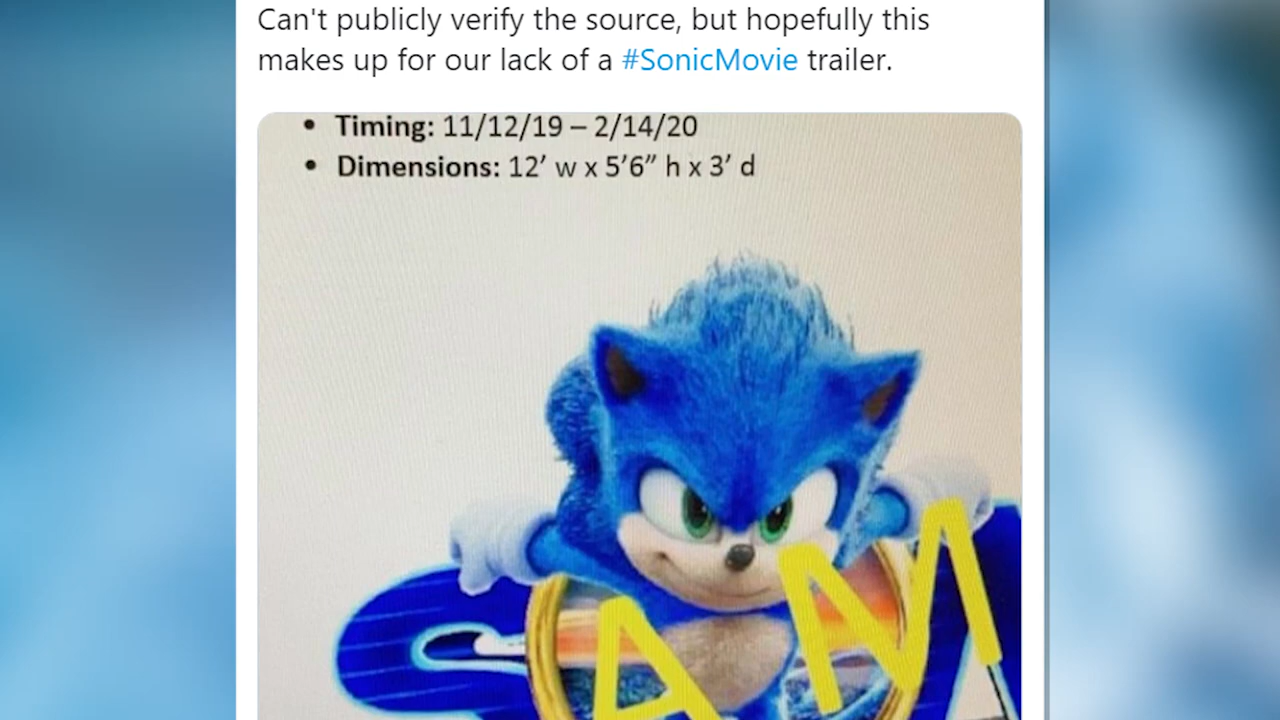 Can't publicly verify the source, but hopefully this
makes up for our lack of a #SonicMovie trailer.
• Timing: 11/12/19 – 2/14/20
• Dimensions: 12’ w x 5’6” h x 3’ d
A M